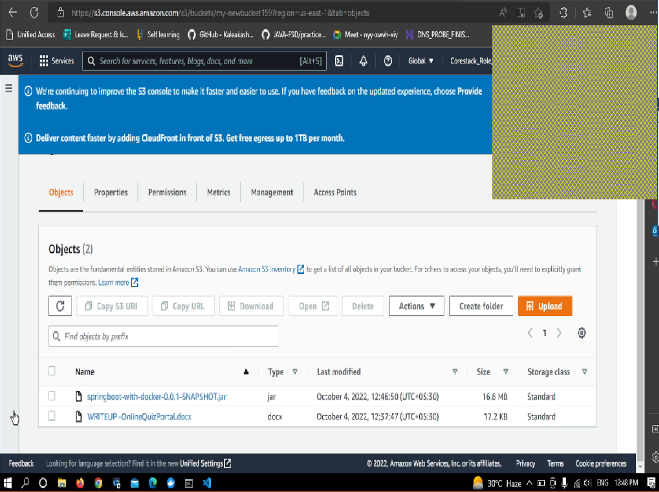 https://s3.console.aws.amazon.com/s3/buckets/my-newbucket159?region=us-east-1&tab=objects
Unified Access Leave Request & Is... Self learning GitHub - Kaleakash... JAVA-FSD/practice... Meet - nyy-zxwh-viy DNS_PROBE_FINIS...
aws Services Search for services, features, blogs, docs, and more [Alt+S] Global ▼ Corestack_Role_
We're continuing to improve the S3 console to make it faster and easier to use. If you have feedback on the updated experience, choose Provide
feedback.
Deliver content faster by adding CloudFront in front of S3. Get free egress up to 1TB per month.
Objects Properties Permissions Metrics Management Access Points
Objects (2)
Objects are the fundamental entities stored in Amazon S3. You can use Amazon S3 inventory to get a list of all objects in your bucket. For others to access your objects, you'll need to explicitly grant
them permissions. Learn more
Copy S3 URI Copy URL Download Open Delete Actions ▼ Create folder Upload
Find objects by prefix 1
Name Type Last modified Size Storage class
springboot-with-docker-0.0.1-SNAPSHOT.jar jar October 4, 2022, 12:46:50 (UTC+05:30) 16.8 MB Standard
WRITEUP -OnlineQuizPortal.docx docx October 4, 2022, 12:37:47 (UTC+05:30) 17.2 KB Standard
Feedback Looking for language selection? Find it in the new Unified Settings © 2022, Amazon Web Services, Inc. or its affiliates. Privacy Terms Cookie preferences
30°C Haze ENG 12:48 PM